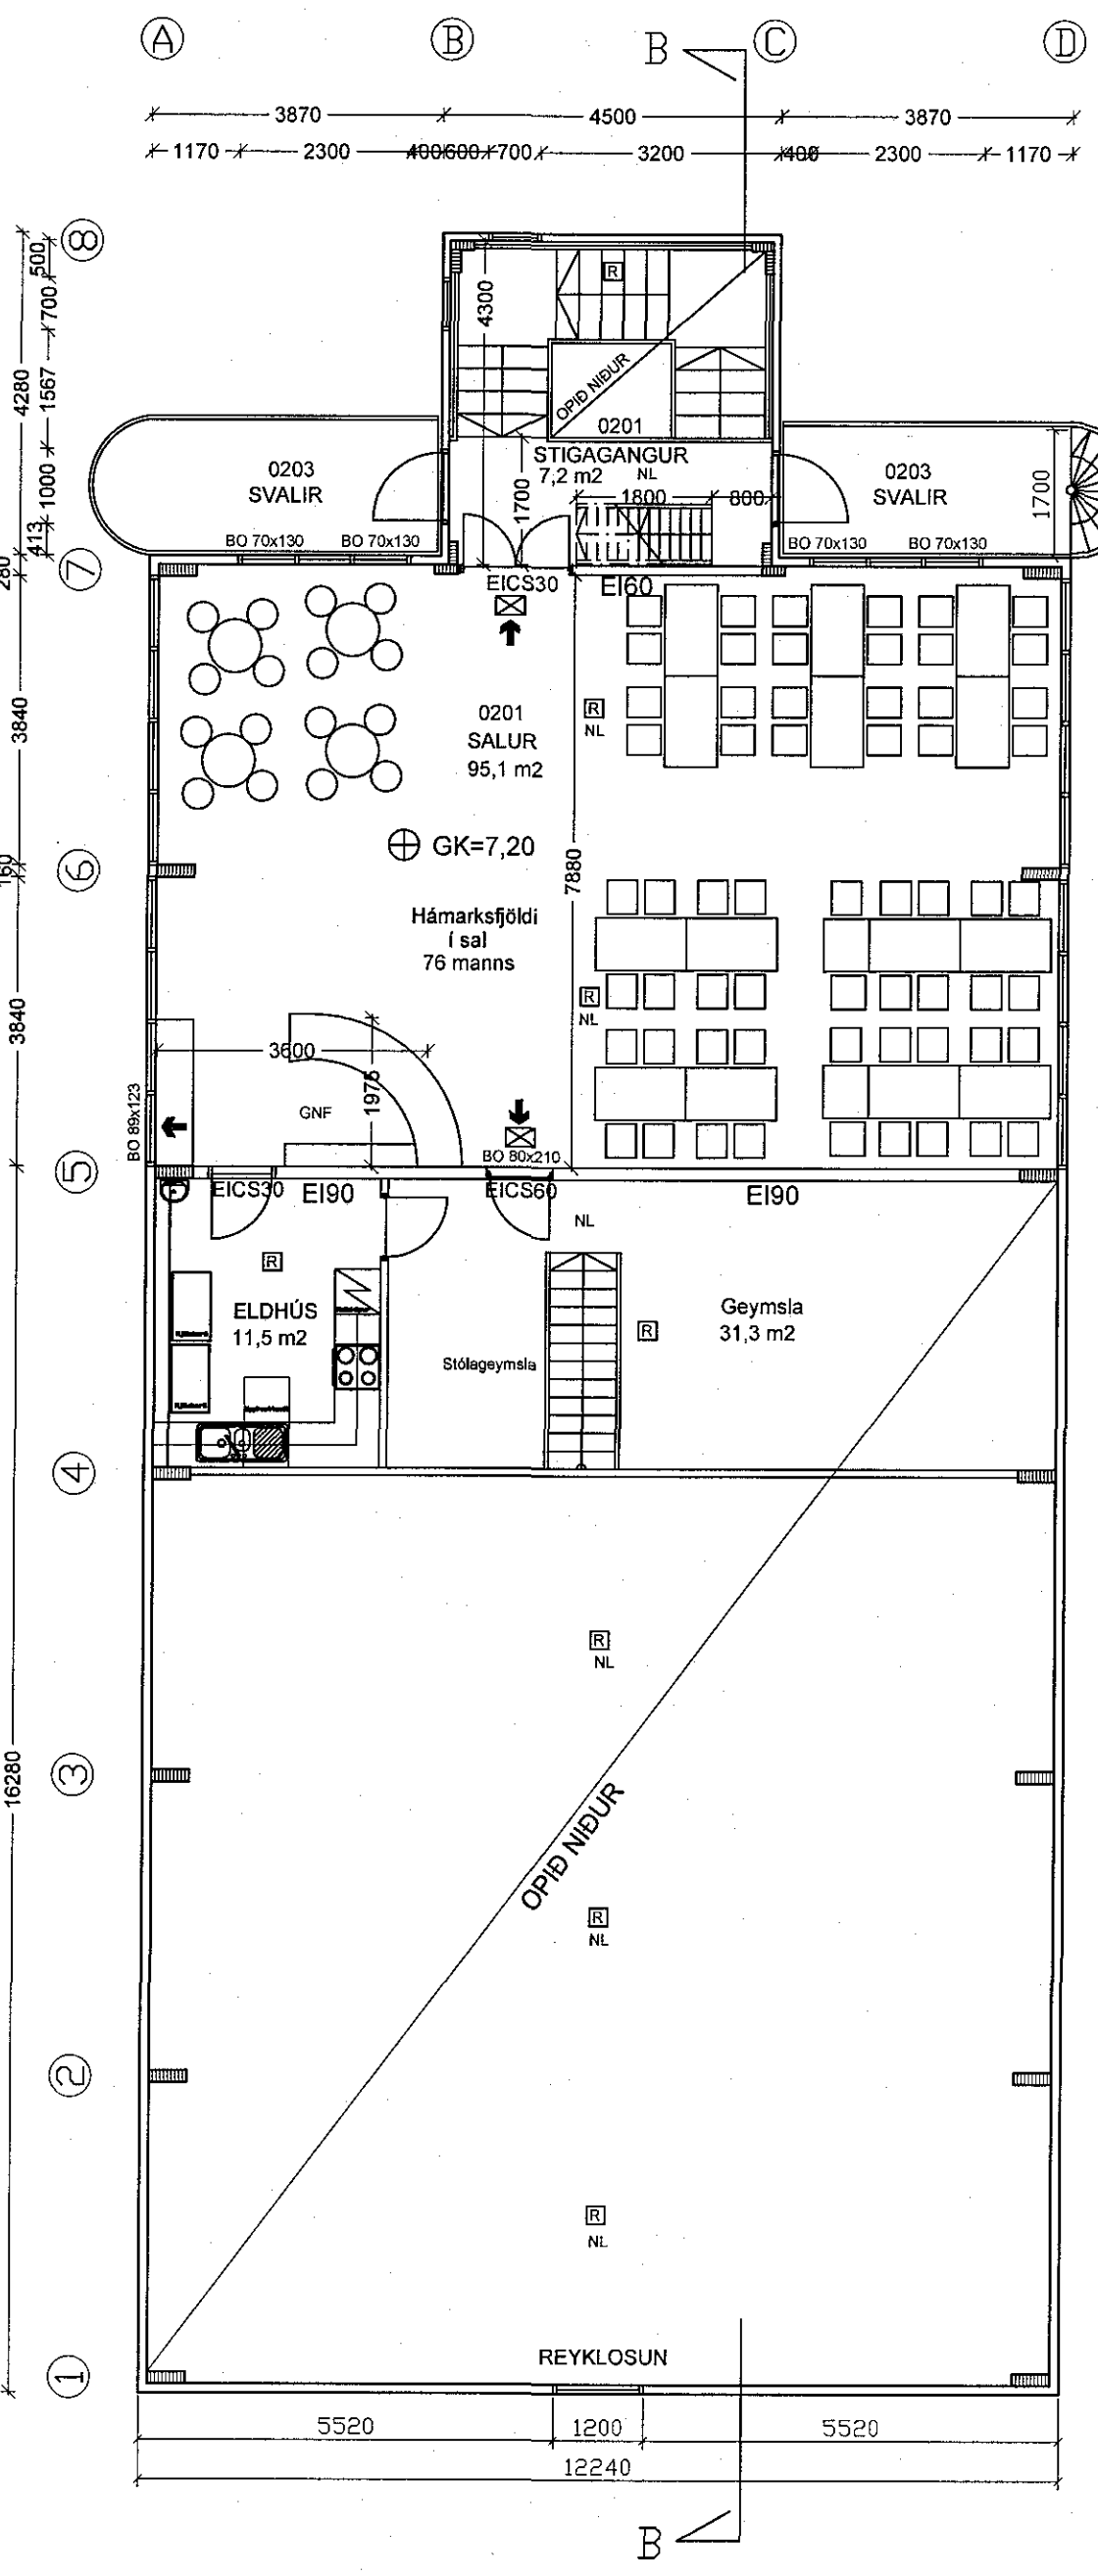 A B C D
B
3870 4500 3870
1170 2300 400 600 700 3200 400 2300 1170
8
500
700
4280
1567
1000
413
4300
R
OPIÐ NIÐUR
0201
STIGAGANGUR
7,2 m2
NL
1700
1800 800
0203
SVALIR
0203
SVALIR
1700
BO 70x130 BO 70x130
BO 70x130 BO 70x130
7
280
EICS30 EI60
3840
0201
SALUR
95,1 m2
R
NL
GK=7,20
6
160
7880
Hámarksfjöldi
í sal
76 manns
R
NL
3840
3600
1975
GNF
BO 89x123
BO 80x210
5
EICS30 EI90 EICS60 EI90
NL
R
ELDHÚS
11,5 m2
R
Geymsla
31,3 m2
Stólageymsla
4
R
NL
3
16280
OPIÐ NIÐUR
R
NL
2
R
NL
REYKLOSUN
1
5520 1200 5520
12240
B